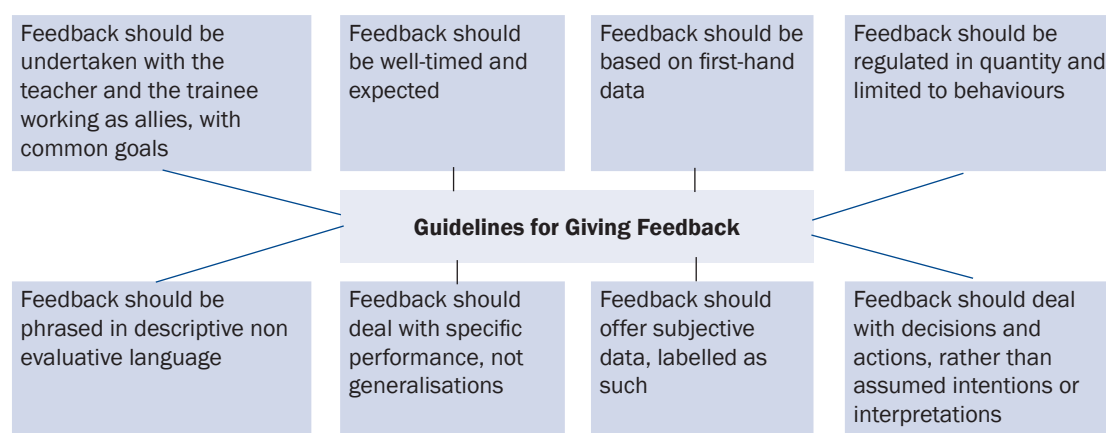 Feedback should be
undertaken with the
teacher and the trainee
working as allies, with
common goals
Feedback should
be well-timed and
expected
Feedback should be
based on first-hand
data
Feedback should be
regulated in quantity and
limited to behaviours
Guidelines for Giving Feedback
Feedback should be
phrased in descriptive non
evaluative language
Feedback should
deal with specific
performance, not
generalisations
Feedback should
offer subjective
data, labelled as
such
Feedback should deal
with decisions and
actions, rather than
assumed intentions or
interpretations